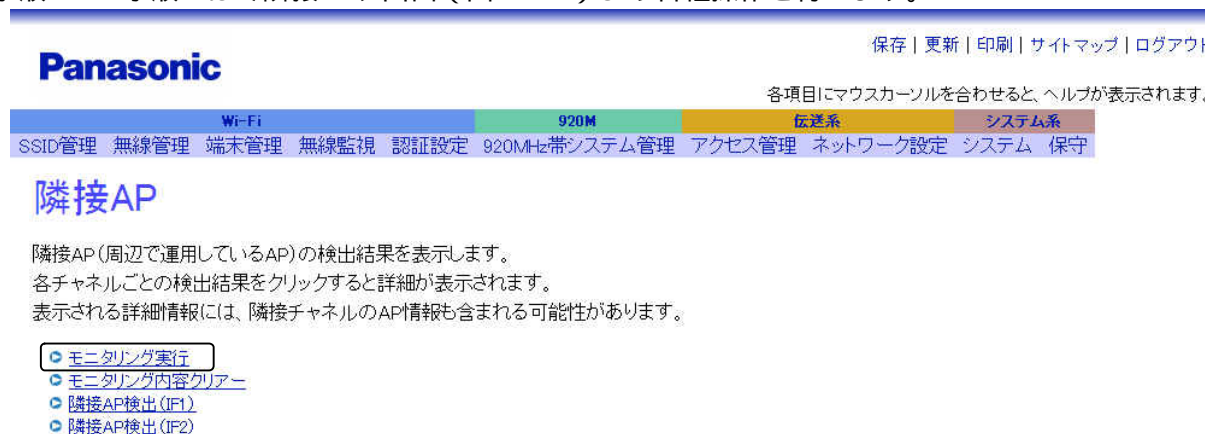 保存 | 更新 | 印刷 | サイトマップ | ログアウト
Panasonic
各項目にマウスカーソルを合わせると、ヘルプが表示されます。
Wi-Fi 920M 伝送系 システム系
SSID管理 無線管理 端末管理 無線監視 認証設定 920MHz帯システム管理 アクセス管理 ネットワーク設定 システム 保守
隣接AP
隣接AP(周辺で運用しているAP)の検出結果を表示します。
各チャネルごとの検出結果をクリックすると詳細が表示されます。
表示される詳細情報には、隣接チャネルのAP情報も含まれる可能性があります。
モニタリング実行
モニタリング内容クリアー
隣接AP検出(IF1)
隣接AP検出(IF2)